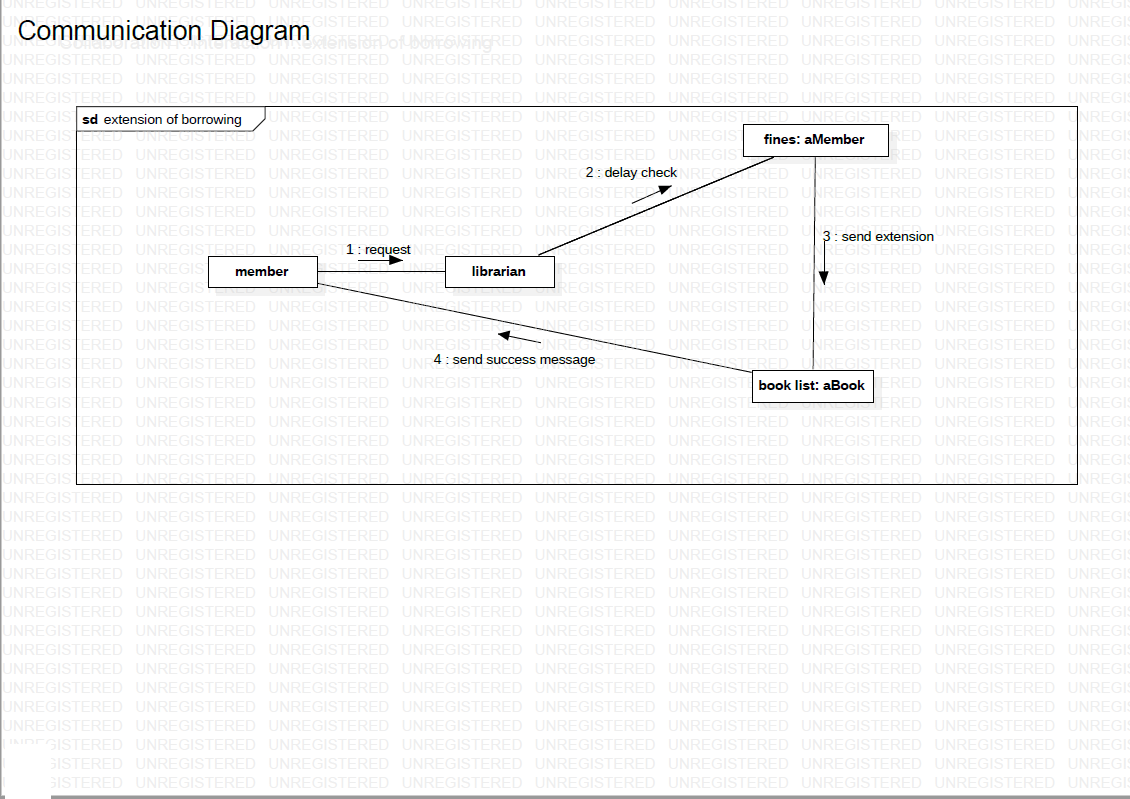 Communication Diagram
Collaboration1::Interaction1::extension of borrowing
sd extension of borrowing
fines: aMember
2 : delay check
3 : send extension
1 : request
member
librarian
4 : send success message
book list: aBook
UNREGISTERED